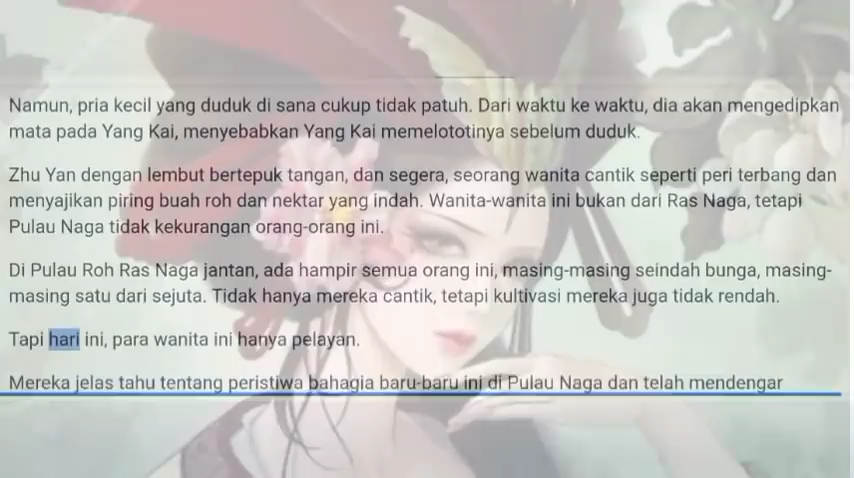 Namun, pria kecil yang duduk di sana cukup tidak patuh. Dari waktu ke waktu, dia akan mengedipkan
mata pada Yang Kai, menyebabkan Yang Kai memelototinya sebelum duduk.
Zhu Yan dengan lembut bertepuk tangan, dan segera, seorang wanita cantik seperti peri terbang dan
menyajikan piring buah roh dan nektar yang indah. Wanita-wanita ini bukan dari Ras Naga, tetapi
Pulau Naga tidak kekurangan orang-orang ini.
Di Pulau Roh Ras Naga jantan, ada hampir semua orang ini, masing-masing seindah bunga, masing-
masing satu dari sejuta. Tidak hanya mereka cantik, tetapi kultivasi mereka juga tidak rendah.
Tapi hari ini, para wanita ini hanya pelayan.
Mereka jelas tahu tentang peristiwa bahagia baru-baru ini di Pulau Naga dan telah mendengar